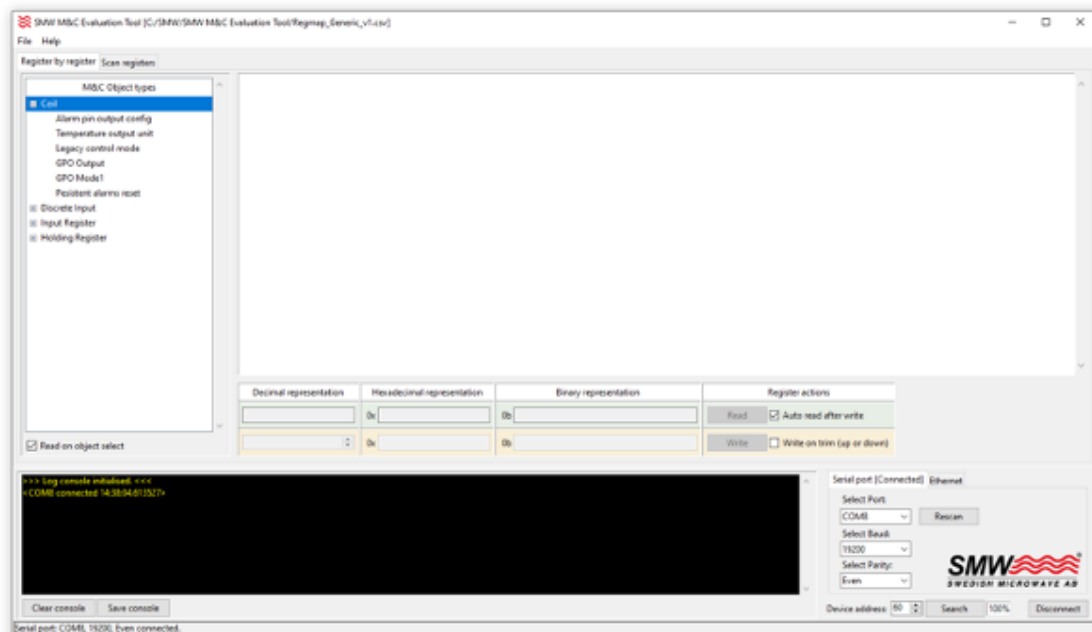 SMW M&C Evaluation Tool [C:/SMW/SMW M&C Evaluation Tool/Regmap_Generic_v1.csv]
File Help
Register by register Scan registers
M&C Object types
Coil
Alarm pin output config
Temperature output unit
Legacy control mode
GPO Output
GPO Mode1
Pesistent alarms reset
Discrete Input
Input Register
Holding Register
Read on object select
Decimal representation Hexadecimal representation Binary representation Register actions
0x 0b Read Auto read after write
0x 0b Write Write on trim (up or down)
>>> Log console initialised. <<<
<COM8 connected 14:38:04.613527>
Clear console Save console
Serial port [Connected] Ethernet
Select Port:
COM8 Rescan
Select Baud:
19200
Select Parity:
Even
SMW
SWEDISH MICROWAVE AB
Device address 60 Search 100% Disconnect
Serial port: COM8, 19200, Even connected.